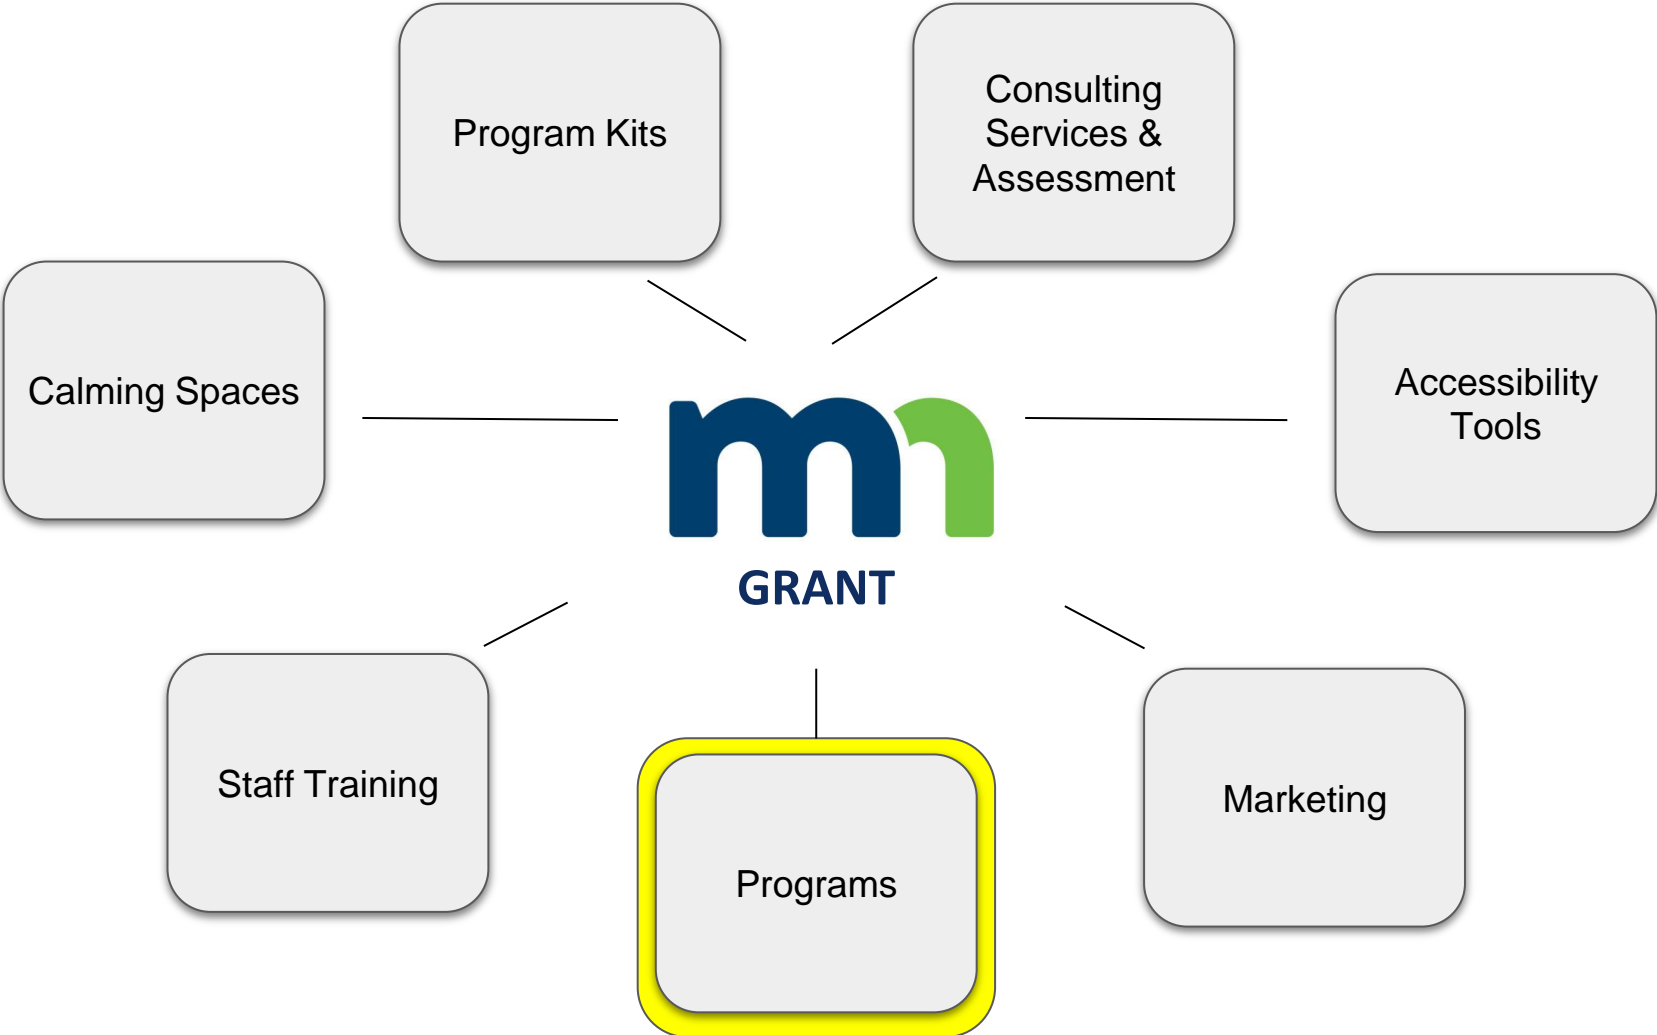 Program Kits
Consulting
Services &
Assessment
Calming Spaces
Accessibility
Tools
mn
GRANT
Staff Training
Programs
Marketing